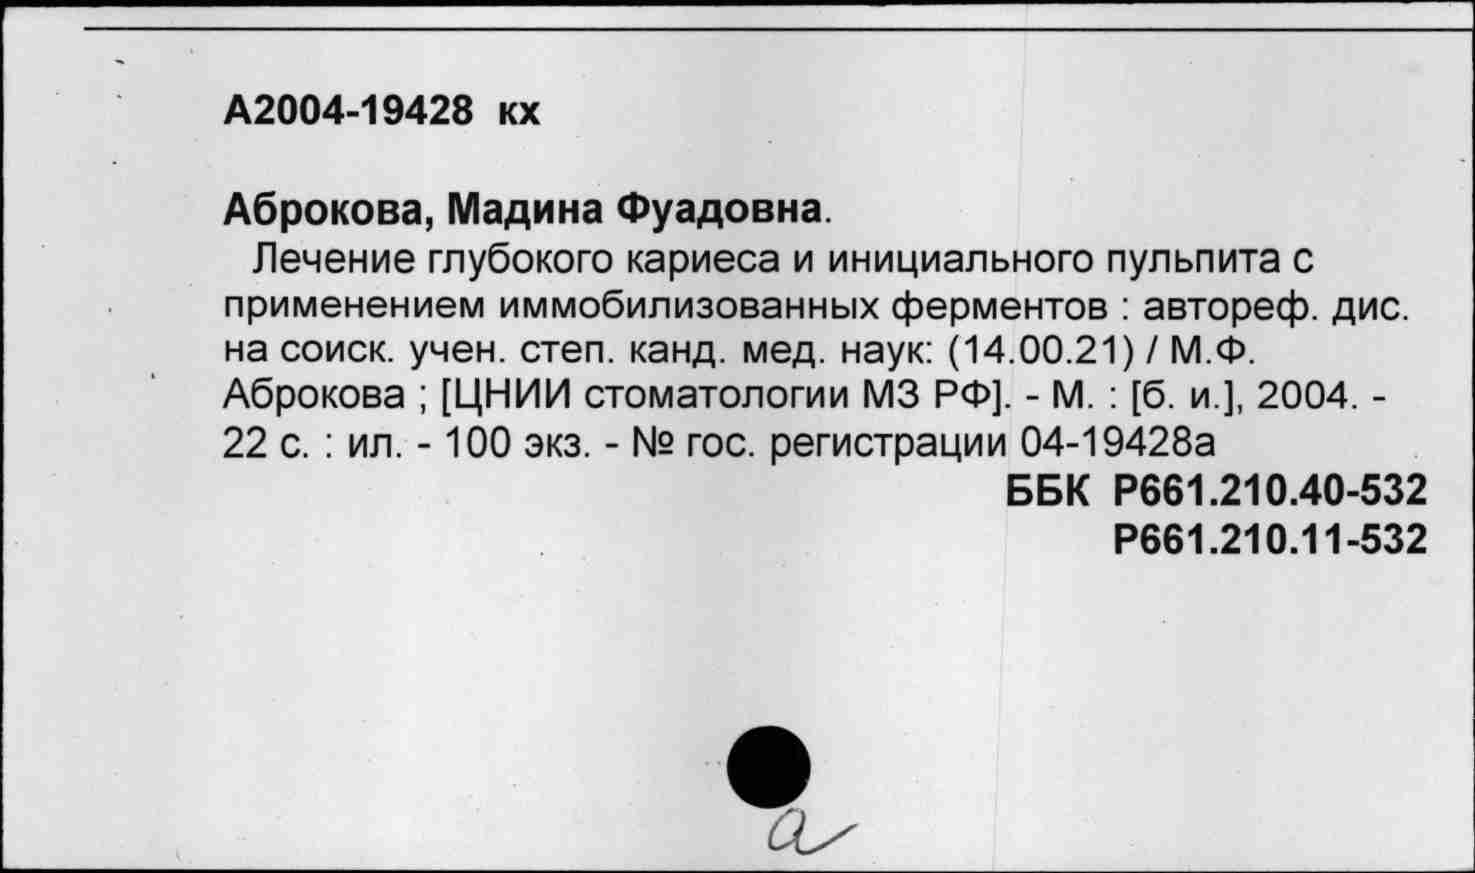 А2004-19428 кх
Аброкова, Мадина Фуадовна.
Лечение глубокого кариеса и инициального пульпита с
применением иммобилизованных ферментов : автореф. дис.
на соиск. учен. степ. канд. мед. наук: (14.00.21) / М.Ф.
Аброкова ; [ЦНИИ стоматологии МЗ РФ]. - М. : [б. и.], 2004. -
22 с. : ил. - 100 экз. - № гос. регистрации 04-19428а
ББК Р661.210.40-532
Р661.210.11-532
а